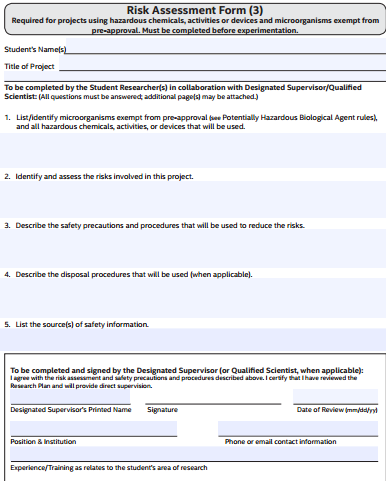 Risk Assessment Form (3)
Required for projects using hazardous chemicals, activities or devices and microorganisms exempt from
pre-approval. Must be completed before experimentation.
Student's Name(s)
Title of Project
To be completed by the Student Researcher(s) in collaboration with Designated Supervisor/Qualified
Scientist: (All questions must be answered; additional page(s) may be attached.)
1. List/identify microorganisms exempt from pre-approval (see Potentially Hazardous Biological Agent rules),
and all hazardous chemicals, activities, or devices that will be used.
2. Identify and assess the risks involved in this project.
3. Describe the safety precautions and procedures that will be used to reduce the risks.
4. Describe the disposal procedures that will be used (when applicable).
5. List the source(s) of safety information.
To be completed and signed by the Designated Supervisor (or Qualified Scientist, when applicable):
I agree with the risk assessment and safety precautions and procedures described above. I certify that I have reviewed the
Research Plan and will provide direct supervision.
Designated Supervisor's Printed Name Signature Date of Review (mm/dd/yy)
Position & Institution Phone or email contact information
Experience/Training as relates to the student's area of research